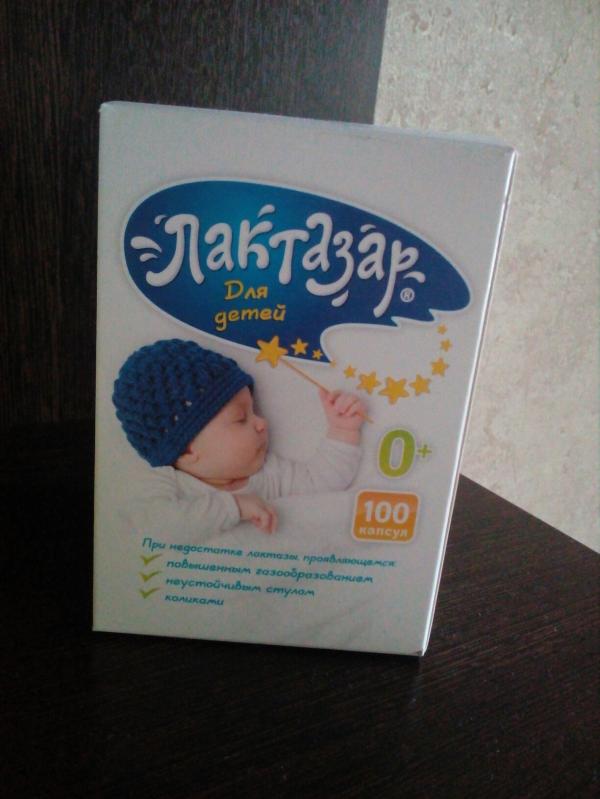 Лактазар®
Для
детей
0+
100
капсул
При недостатке лактазы, проявляющемся:
повышенным газообразованием
неустойчивым стулом
коликами